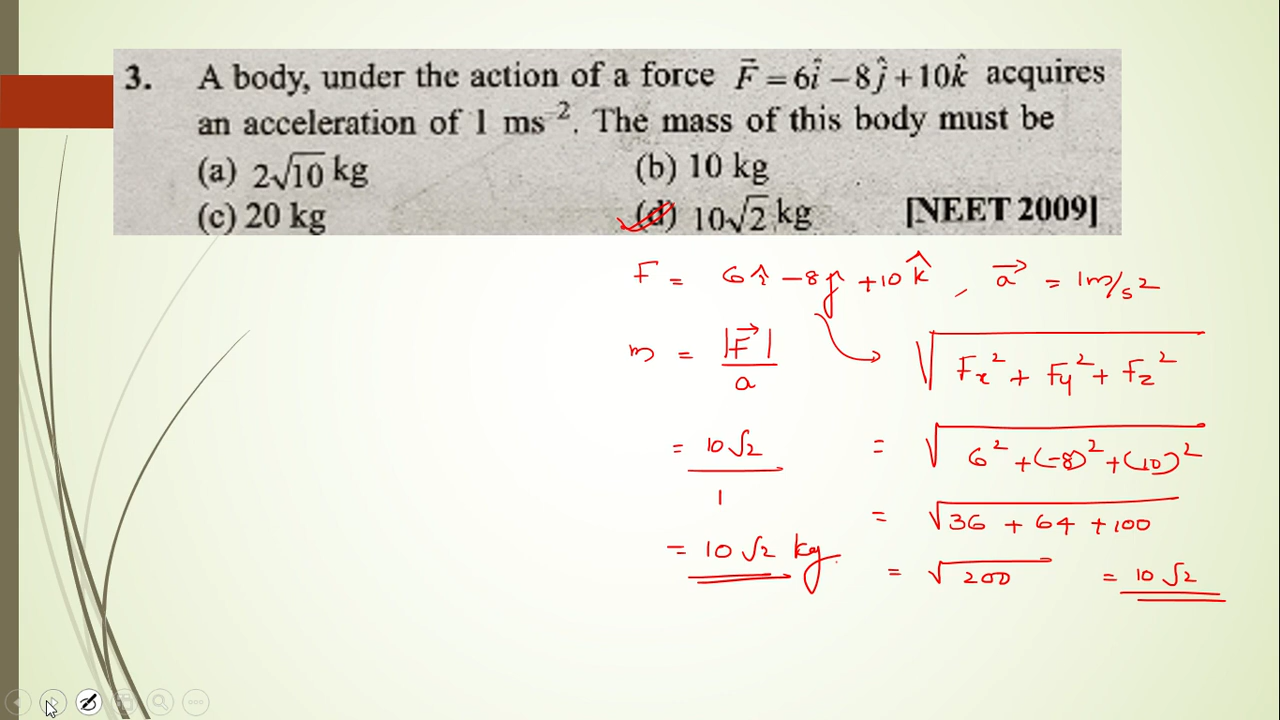 3. A body, under the action of a force F⃗ = 6î − 8ĵ + 10k̂ acquires
an acceleration of 1 ms⁻². The mass of this body must be
(a) 2√10 kg (b) 10 kg
(c) 20 kg (d) 10√2 kg [NEET 2009]
F = 6î − 8ĵ + 10k̂ , a⃗ = 1m/s2
m = |F⃗| / a
√(Fx² + Fy² + Fz²)
= 10√2 / 1
= √(6² + (−8)² + (10)²)
= √36 + 64 + 100
= 10√2 kg
= √200 = 10√2